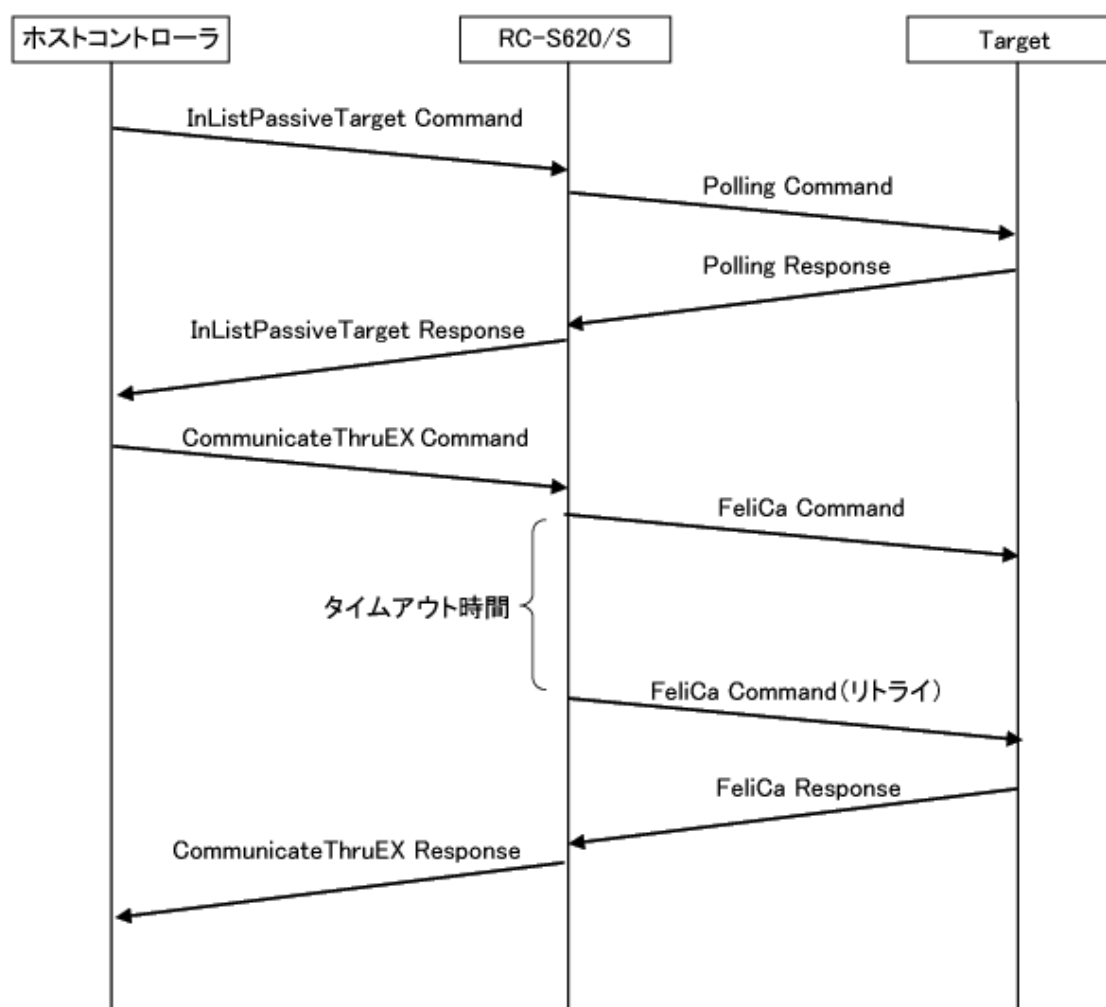 ホストコントローラ
RC-S620/S
Target
InListPassiveTarget Command
Polling Command
Polling Response
InListPassiveTarget Response
CommunicateThruEX Command
FeliCa Command
タイムアウト時間
FeliCa Command(リトライ)
FeliCa Response
CommunicateThruEX Response